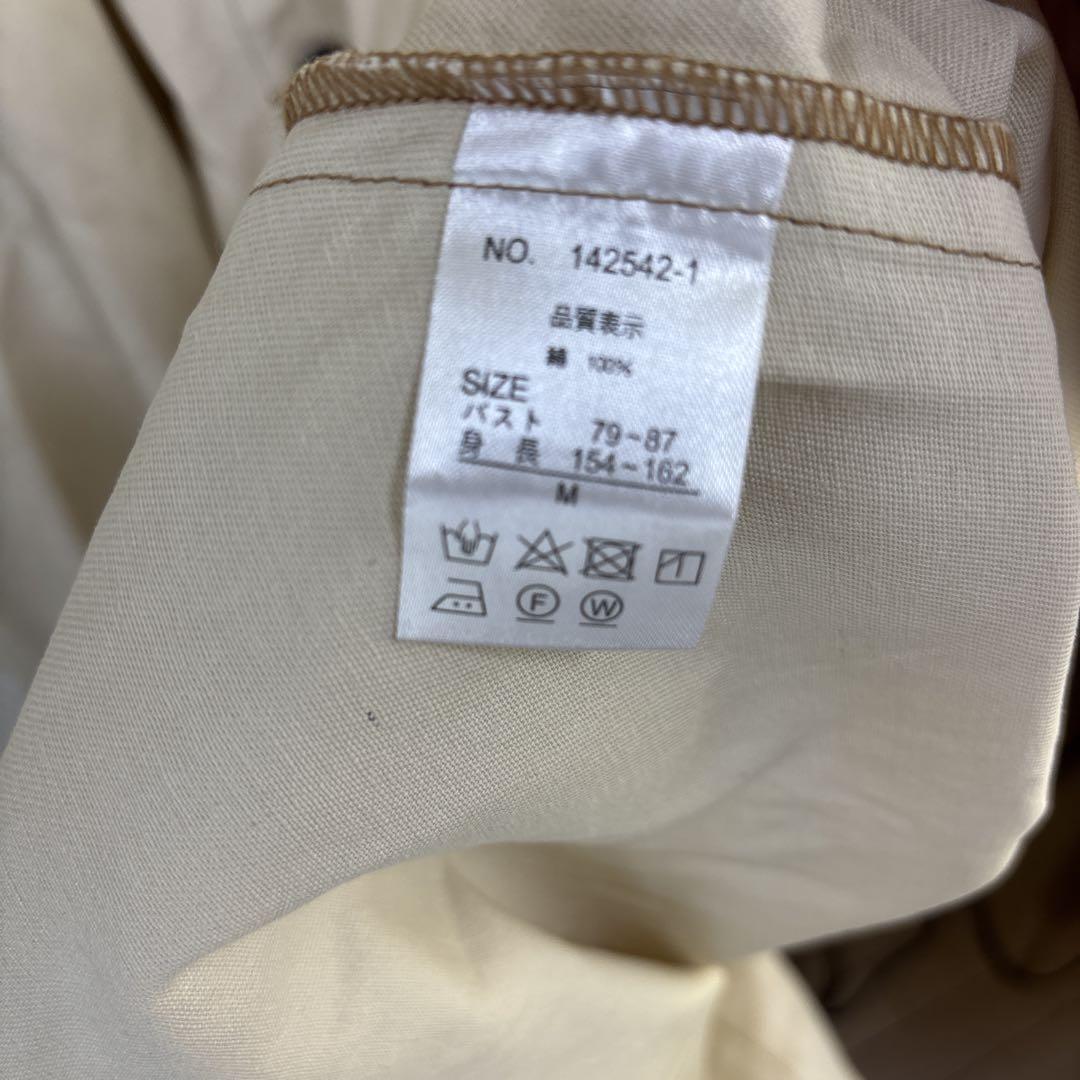 NO. 142542-1
品質表示
綿 100%
SIZE
バスト 79~87
身長 154~162
M
F W